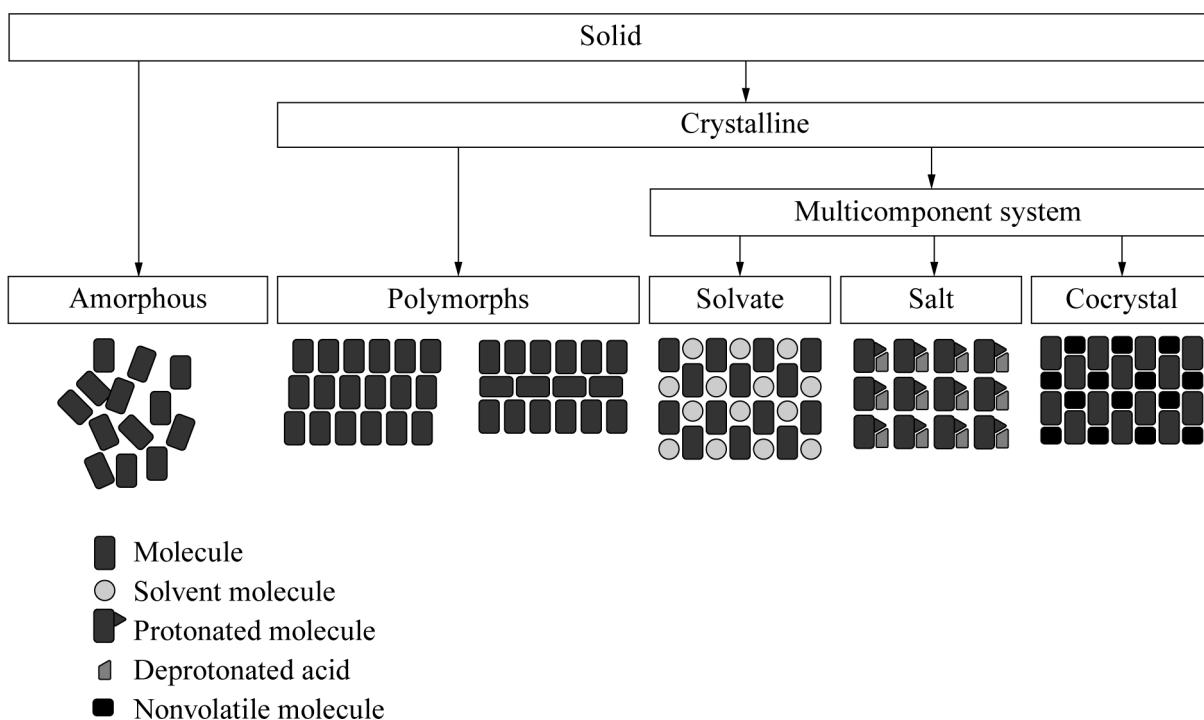 Solid
Crystalline
Multicomponent system
Amorphous
Polymorphs
Solvate
Salt
Cocrystal
Molecule
Solvent molecule
Protonated molecule
Deprotonated acid
Nonvolatile molecule